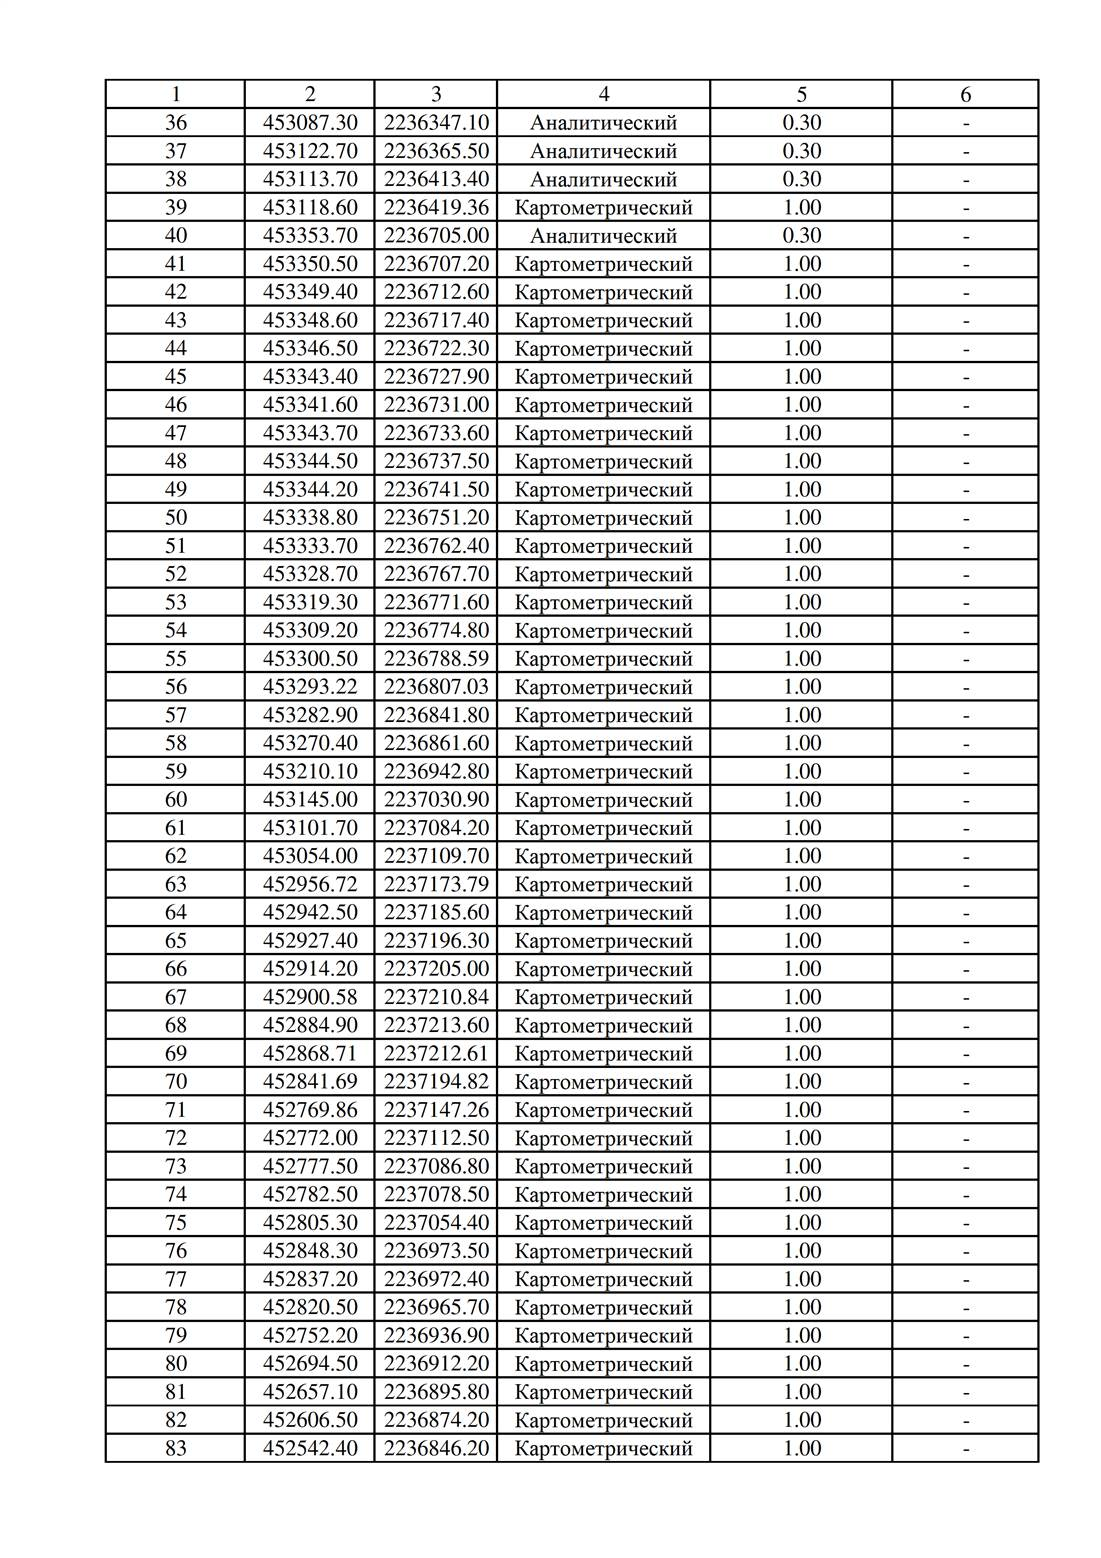 1 2 3 4 5 6
36 453087.30 2236347.10 Аналитический 0.30 -
37 453122.70 2236365.50 Аналитический 0.30 -
38 453113.70 2236413.40 Аналитический 0.30 -
39 453118.60 2236419.36 Картометрический 1.00 -
40 453353.70 2236705.00 Аналитический 0.30 -
41 453350.50 2236707.20 Картометрический 1.00 -
42 453349.40 2236712.60 Картометрический 1.00 -
43 453348.60 2236717.40 Картометрический 1.00 -
44 453346.50 2236722.30 Картометрический 1.00 -
45 453343.40 2236727.90 Картометрический 1.00 -
46 453341.60 2236731.00 Картометрический 1.00 -
47 453343.70 2236733.60 Картометрический 1.00 -
48 453344.50 2236737.50 Картометрический 1.00 -
49 453344.20 2236741.50 Картометрический 1.00 -
50 453338.80 2236751.20 Картометрический 1.00 -
51 453333.70 2236762.40 Картометрический 1.00 -
52 453328.70 2236767.70 Картометрический 1.00 -
53 453319.30 2236771.60 Картометрический 1.00 -
54 453309.20 2236774.80 Картометрический 1.00 -
55 453300.50 2236788.59 Картометрический 1.00 -
56 453293.22 2236807.03 Картометрический 1.00 -
57 453282.90 2236841.80 Картометрический 1.00 -
58 453270.40 2236861.60 Картометрический 1.00 -
59 453210.10 2236942.80 Картометрический 1.00 -
60 453145.00 2237030.90 Картометрический 1.00 -
61 453101.70 2237084.20 Картометрический 1.00 -
62 453054.00 2237109.70 Картометрический 1.00 -
63 452956.72 2237173.79 Картометрический 1.00 -
64 452942.50 2237185.60 Картометрический 1.00 -
65 452927.40 2237196.30 Картометрический 1.00 -
66 452914.20 2237205.00 Картометрический 1.00 -
67 452900.58 2237210.84 Картометрический 1.00 -
68 452884.90 2237213.60 Картометрический 1.00 -
69 452868.71 2237212.61 Картометрический 1.00 -
70 452841.69 2237194.82 Картометрический 1.00 -
71 452769.86 2237147.26 Картометрический 1.00 -
72 452772.00 2237112.50 Картометрический 1.00 -
73 452777.50 2237086.80 Картометрический 1.00 -
74 452782.50 2237078.50 Картометрический 1.00 -
75 452805.30 2237054.40 Картометрический 1.00 -
76 452848.30 2236973.50 Картометрический 1.00 -
77 452837.20 2236972.40 Картометрический 1.00 -
78 452820.50 2236965.70 Картометрический 1.00 -
79 452752.20 2236936.90 Картометрический 1.00 -
80 452694.50 2236912.20 Картометрический 1.00 -
81 452657.10 2236895.80 Картометрический 1.00 -
82 452606.50 2236874.20 Картометрический 1.00 -
83 452542.40 2236846.20 Картометрический 1.00 -